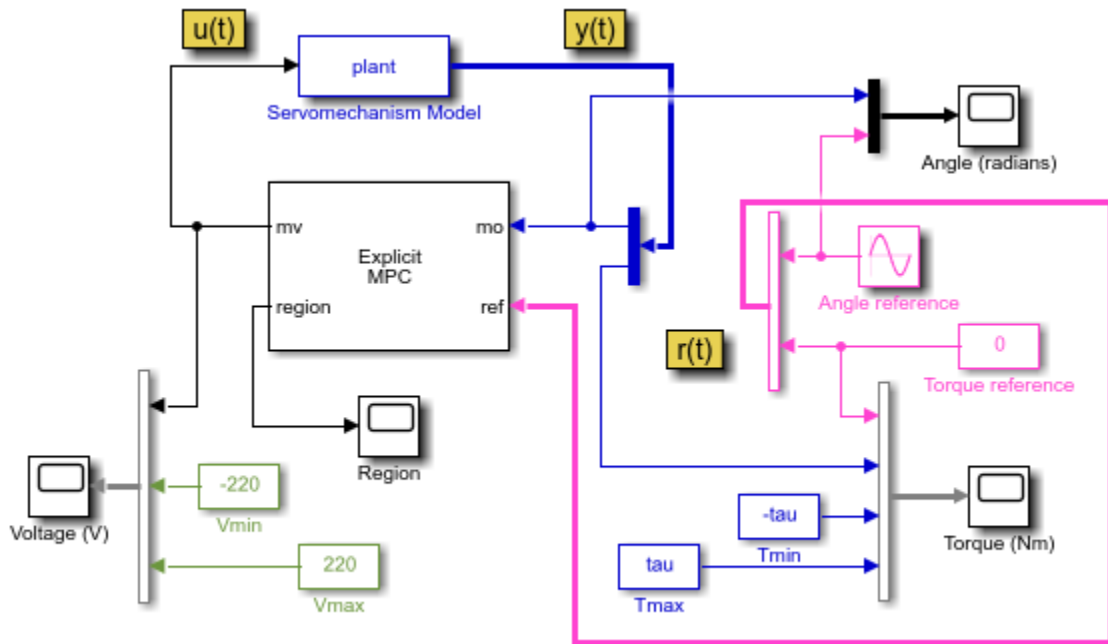 u(t)
y(t)
plant
Servomechanism Model
Angle (radians)
mv
mo
Explicit
MPC
region
ref
Angle reference
r(t)
0
Torque reference
Region
-220
Vmin
Voltage (V)
-tau
Tmin
Torque (Nm)
220
Vmax
tau
Tmax